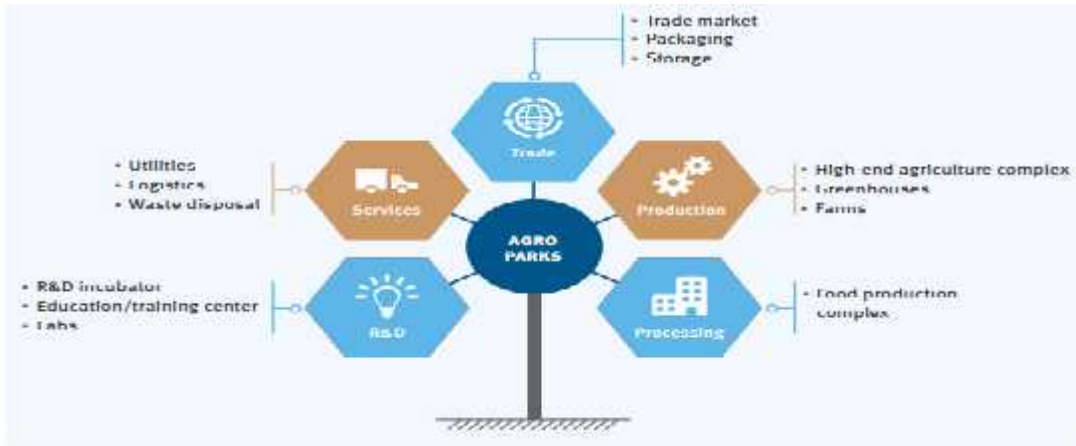 • Trade market
• Packaging
• Storage
Trade
• Utilities
• Logistics
• Waste disposal
Services
Production
• High-end agriculture complex
• Greenhouses
• Farms
AGRO
PARKS
• R&D incubator
• Education/training center
• Labs
R&D
Processing
• Food production
complex